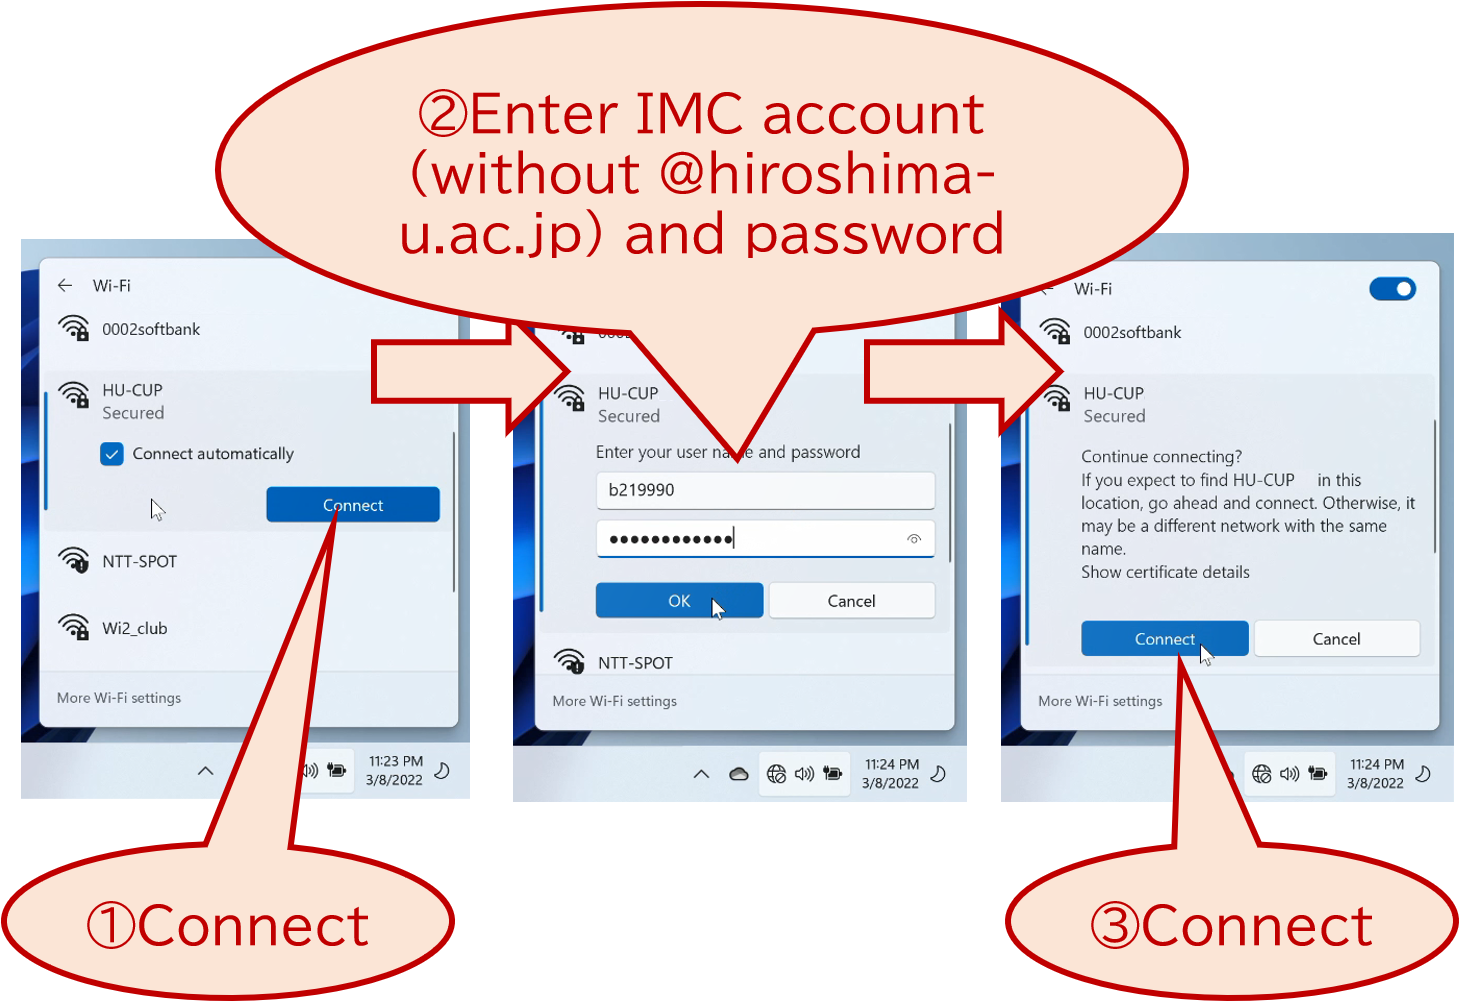 ②Enter IMC account
(without @hiroshima-
u.ac.jp) and password
Wi-Fi
0002softbank
HU-CUP
Secured
Connect automatically
Connect
NTT-SPOT
Wi2_club
More Wi-Fi settings
11:23 PM
3/8/2022
①Connect
HU-CUP
Secured
Enter your user name and password
b219990
OK
Cancel
NTT-SPOT
More Wi-Fi settings
11:24 PM
3/8/2022
Wi-Fi
0002softbank
HU-CUP
Secured
Continue connecting?
If you expect to find HU-CUP in this
location, go ahead and connect. Otherwise, it
may be a different network with the same
name.
Show certificate details
Connect
Cancel
More Wi-Fi settings
11:24 PM
3/8/2022
③Connect